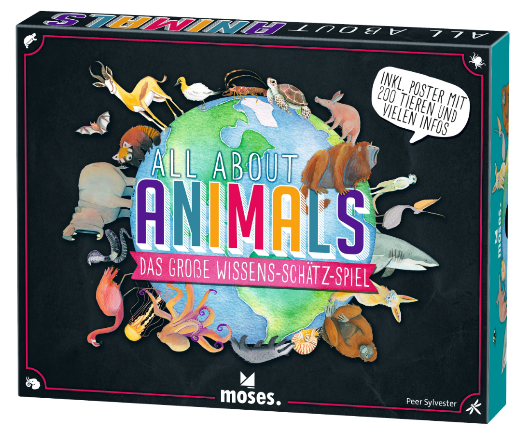 ALL ABOUT ANIMALS
INKL. POSTER MIT
200 TIEREN UND
VIELEN INFOS
ALL ABOUT
ANIMALS
DAS GROßE WISSENS-SCHÄTZ-SPIEL
moses.
moses.
Peer Sylvester